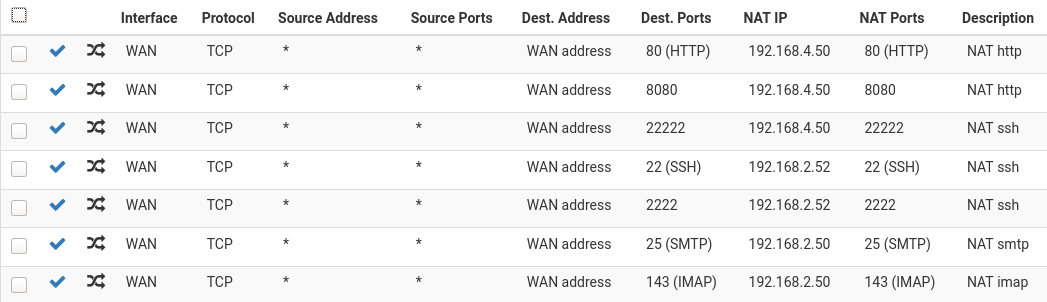 Interface Protocol Source Address Source Ports Dest. Address Dest. Ports NAT IP NAT Ports Description
WAN TCP * * WAN address 80 (HTTP) 192.168.4.50 80 (HTTP) NAT http
WAN TCP * * WAN address 8080 192.168.4.50 8080 NAT http
WAN TCP * * WAN address 22222 192.168.4.50 22222 NAT ssh
WAN TCP * * WAN address 22 (SSH) 192.168.2.52 22 (SSH) NAT ssh
WAN TCP * * WAN address 2222 192.168.2.52 2222 NAT ssh
WAN TCP * * WAN address 25 (SMTP) 192.168.2.50 25 (SMTP) NAT smtp
WAN TCP * * WAN address 143 (IMAP) 192.168.2.50 143 (IMAP) NAT imap